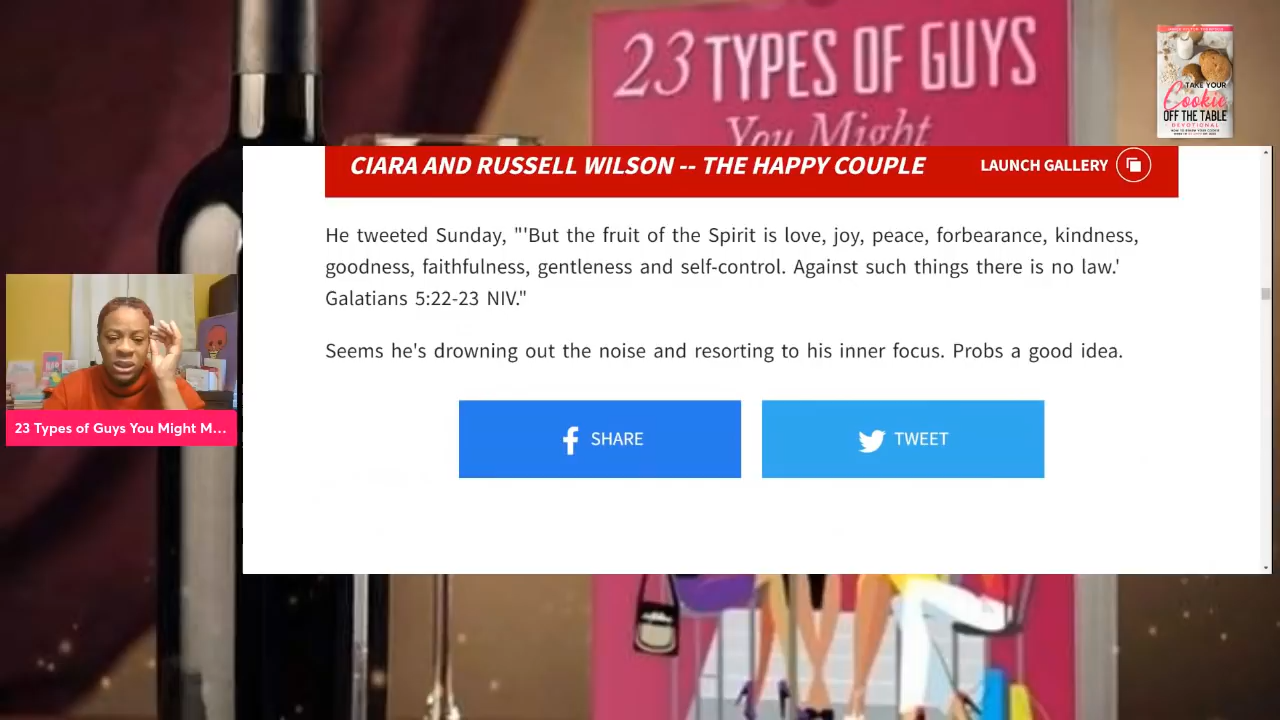 23 TYPES OF GUYS
You Might
TAKE YOUR
Cookie
OFF THE TABLE
DEVOTIONAL
CIARA AND RUSSELL WILSON -- THE HAPPY COUPLE
LAUNCH GALLERY
He tweeted Sunday, "'But the fruit of the Spirit is love, joy, peace, forbearance, kindness,
goodness, faithfulness, gentleness and self-control. Against such things there is no law.'
Galatians 5:22-23 NIV."
Seems he's drowning out the noise and resorting to his inner focus. Probs a good idea.
SHARE
TWEET
23 Types of Guys You Might M...